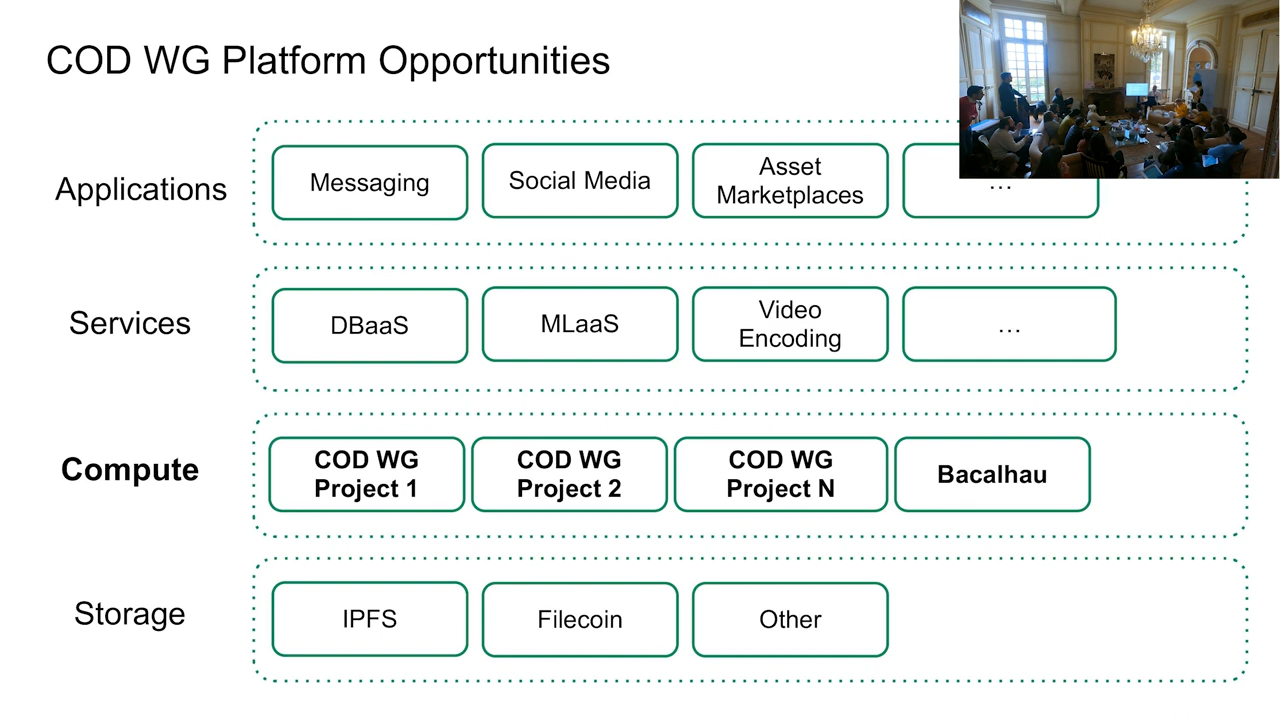 COD WG Platform Opportunities
Applications
Messaging
Social Media
Asset
Marketplaces
...
Services
DBaaS
MLaaS
Video
Encoding
...
Compute
COD WG
Project 1
COD WG
Project 2
COD WG
Project N
Bacalhau
Storage
IPFS
Filecoin
Other